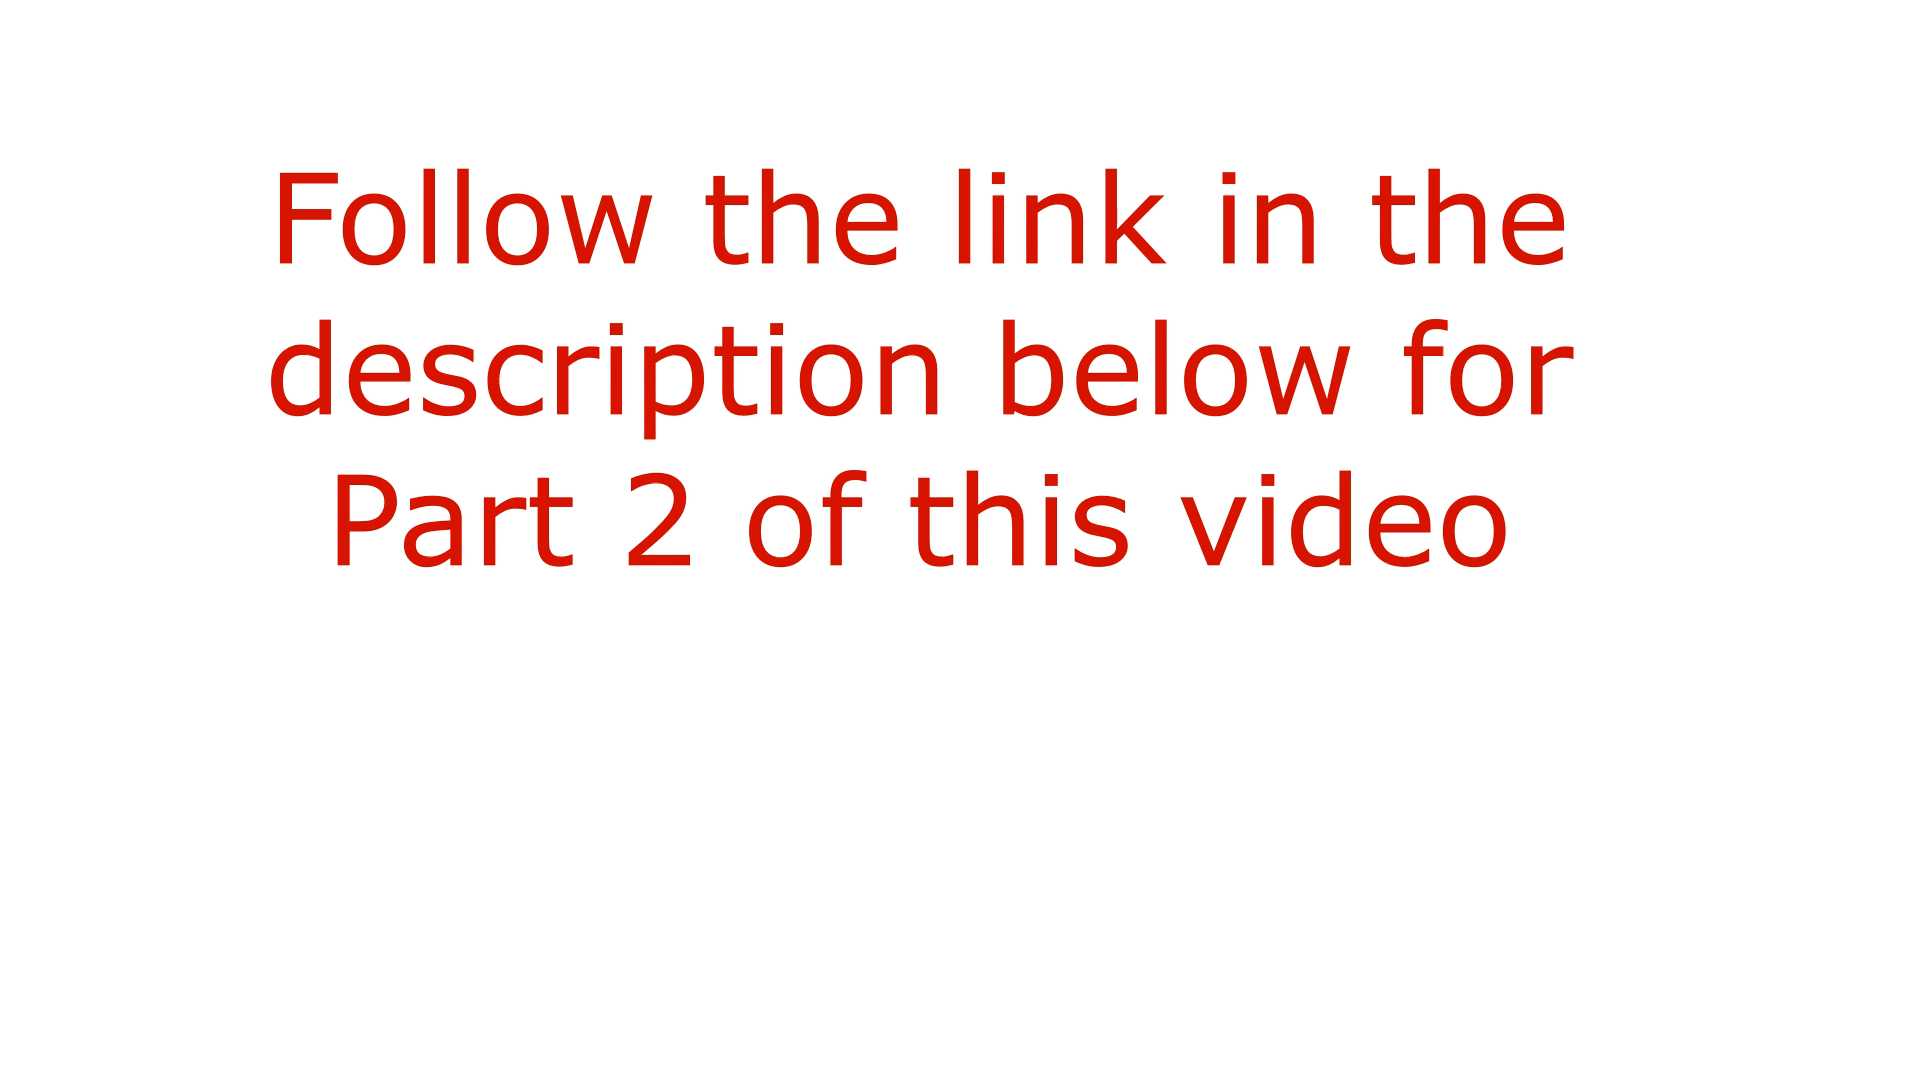 Follow the link in the
description below for
Part 2 of this video